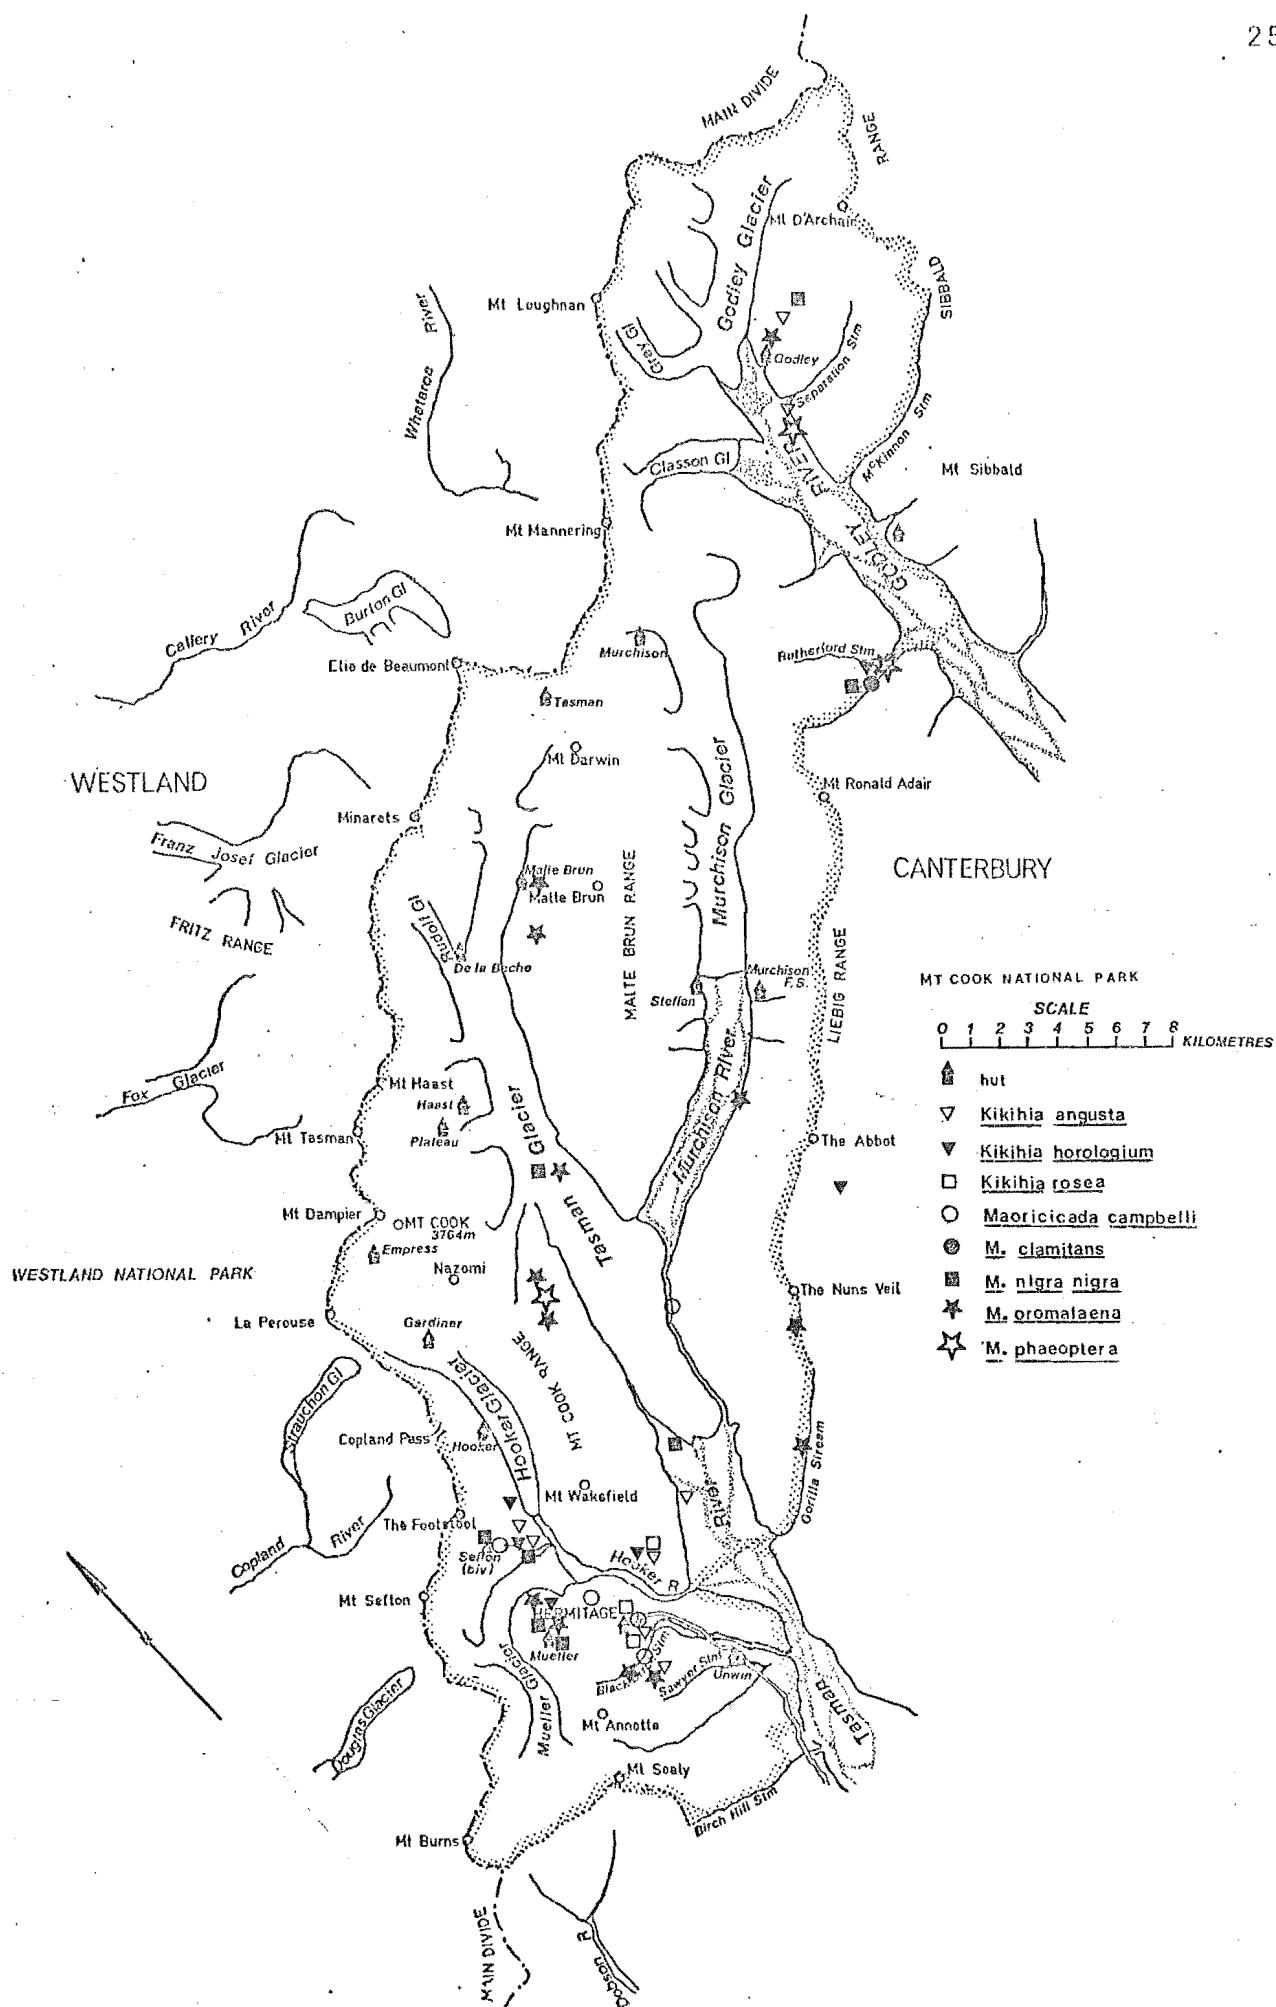 25
MAIN DIVIDE
RANGE
Mt D'Archaic
Godley Glacier
SIBBALD
Mt Loughnan
Gray Gl
Godley
Separation Stm
Whataroa River
RIVER
McKinnon Stm
Classon Gl
Mt Sibbald
Mt Mannering
GODLEY
Burton Gl
Callery River
Murchison
Rutherford Stm
Elie de Beaumont
Tasman
Mt Darwin
WESTLAND
Murchison Glacier
Mt Ronald Adair
Minarets
Franz Josef Glacier
Malte Brun
Malte Brun
CANTERBURY
FRITZ RANGE
Rudolf Gl
De la Beche
MALTE BRUN RANGE
LIEBIG RANGE
Murchison
F.S.
Steffan
MT COOK NATIONAL PARK
SCALE
0 1 2 3 4 5 6 7 8
KILOMETRES
hut
Kikihia angusta
Kikihia horologium
Kikihia rosea
Maoricicada campbelli
M. clamitans
M. nigra nigra
M. oromalaena
M. phaeoptera
Fox Glacier
Mt Haast
Haast
Mt Tasman
Plateau
Murchison River
The Abbot
Tasman Glacier
Mt Dampier
MT COOK
3764m
Empress
WESTLAND NATIONAL PARK
Nazomi
The Nuns Veil
La Perouse
Gardiner
MT COOK RANGE
Strauchon Gl
Hooker Glacier
Copland Pass
Hooker
Gorilla Stream
Mt Wakefield
River
The Footstool
Copland River
Sefton
(biv)
Hooker R
Mt Sefton
HERMITAGE
Mueller
Black Stm
Sawyer Stm
Unwin
Mueller Glacier
Tasman
Douglas Glacier
Mt Annette
Mt Sealy
Birch Hill Stm
Mt Burns
MAIN DIVIDE
Dobson R